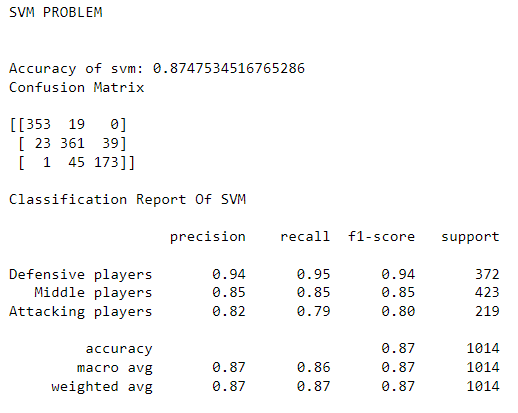 SVM PROBLEM
Accuracy of svm: 0.8747534516765286
Confusion Matrix
[[353  19   0]
 [ 23 361  39]
 [  1  45 173]]
Classification Report Of SVM
precision    recall  f1-score   support
Defensive players       0.94      0.95      0.94       372
Middle players       0.85      0.85      0.85       423
Attacking players       0.82      0.79      0.80       219
accuracy                           0.87      1014
macro avg       0.87      0.86      0.87      1014
weighted avg       0.87      0.87      0.87      1014